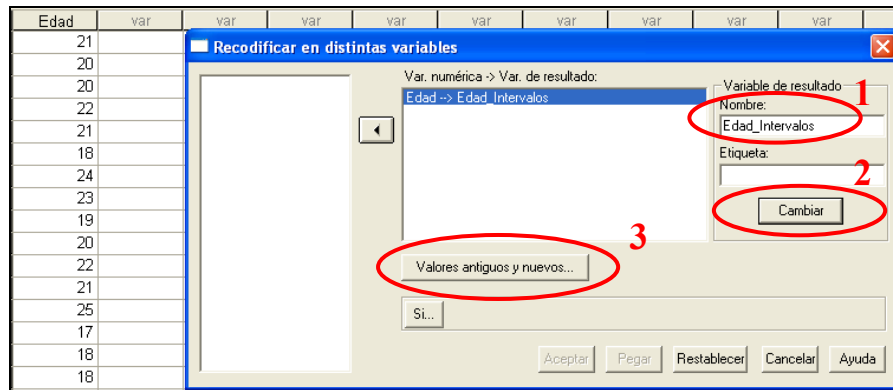 Edad var var var var var var var
21
20
20
22
21
18
24
23
19
20
22
21
25
17
18
18
Recodificar en distintas variables
Var. numérica -> Var. de resultado:
Edad --> Edad_Intervalos
Variable de resultado
1
Nombre:
Edad_Intervalos
Etiqueta:
2
Cambiar
3
Valores antiguos y nuevos...
Si...
Aceptar Pegar Restablecer Cancelar Ayuda